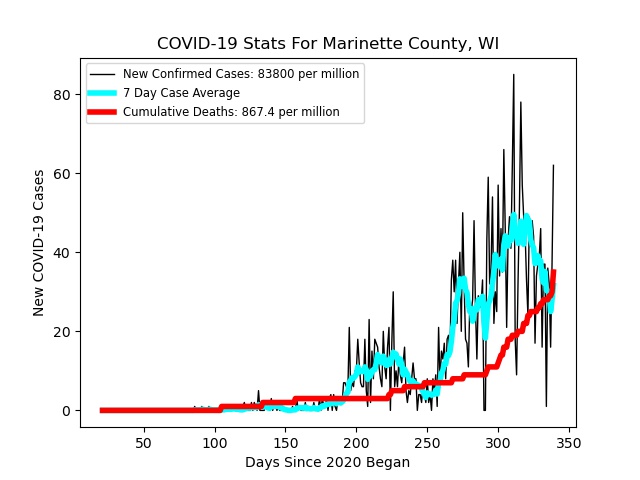 COVID-19 Stats For Marinette County, WI
New Confirmed Cases: 83800 per million
7 Day Case Average
Cumulative Deaths: 867.4 per million
New COVID-19 Cases
80
60
40
20
0
50 100 150 200 250 300 350
Days Since 2020 Began